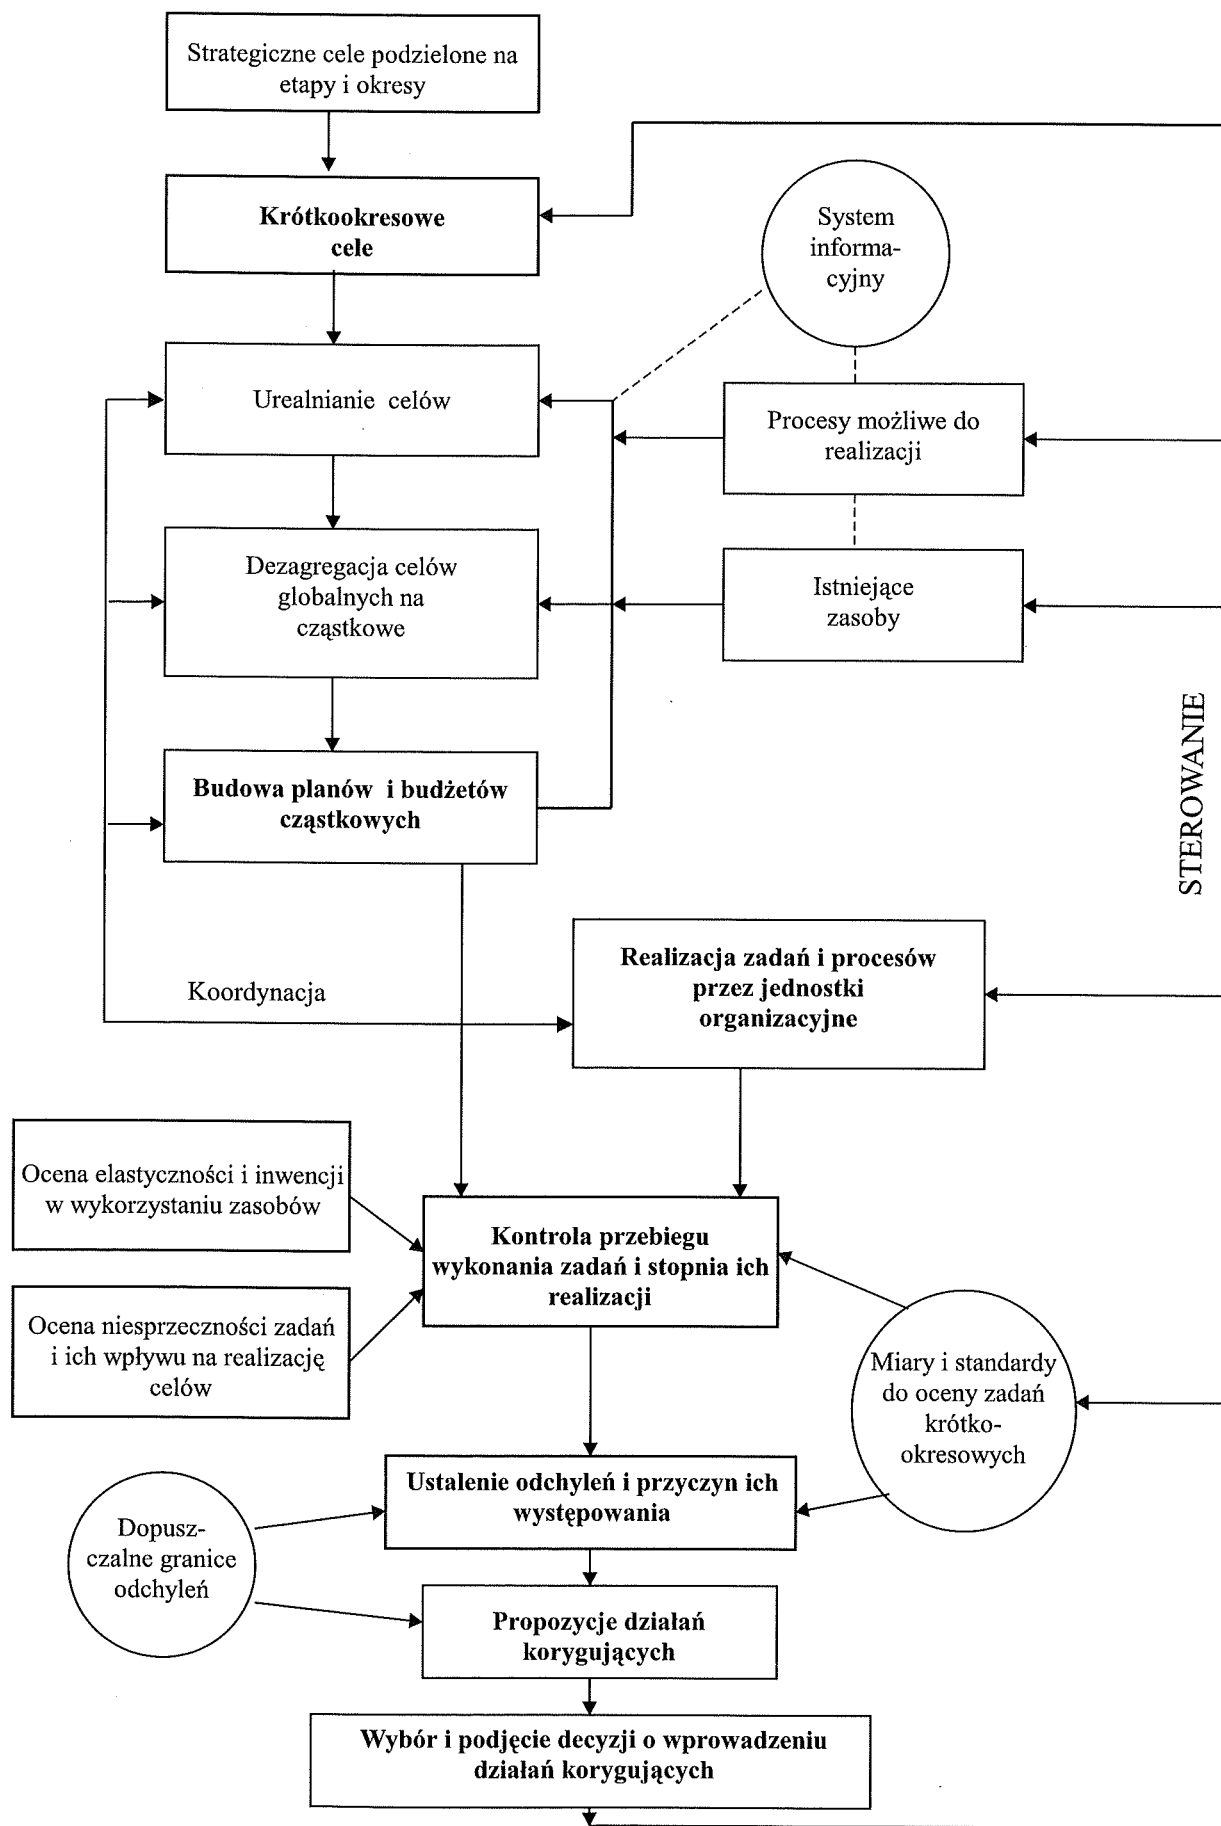 Strategiczne cele podzielone na
etapy i okresy
Krótkookresowe
cele
System
informa-
cyjny
Urealnianie celów
Procesy możliwe do
realizacji
Dezagregacja celów
globalnych na
cząstkowe
Istniejące
zasoby
STEROWANIE
Budowa planów i budżetów
cząstkowych
Realizacja zadań i procesów
przez jednostki
organizacyjne
Koordynacja
Ocena elastyczności i inwencji
w wykorzystaniu zasobów
Kontrola przebiegu
wykonania zadań i stopnia ich
realizacji
Ocena niesprzeczności zadań
i ich wpływu na realizację
celów
Miary i standardy
do oceny zadań
krótko-
okresowych
Ustalenie odchyleń i przyczyn ich
występowania
Dopusz-
czalne granice
odchyleń
Propozycje działań
korygujących
Wybór i podjęcie decyzji o wprowadzeniu
działań korygujących